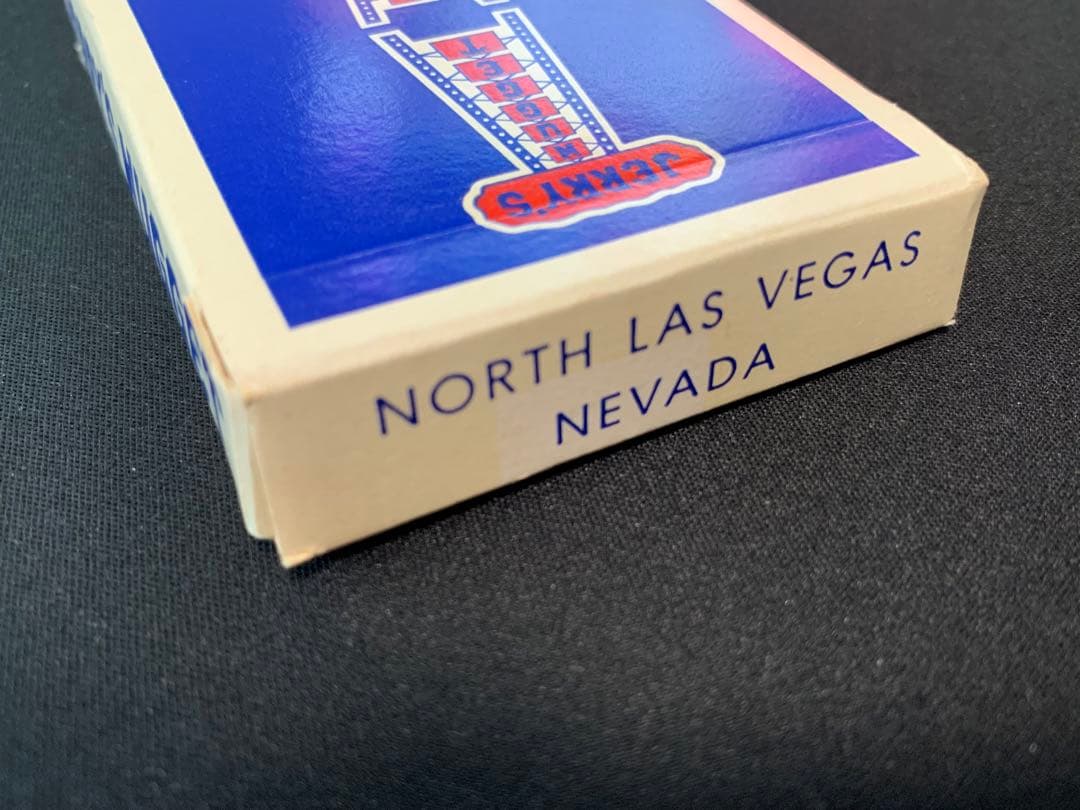 JERRY'S
NUGGET
NORTH LAS VEGAS
NEVADA